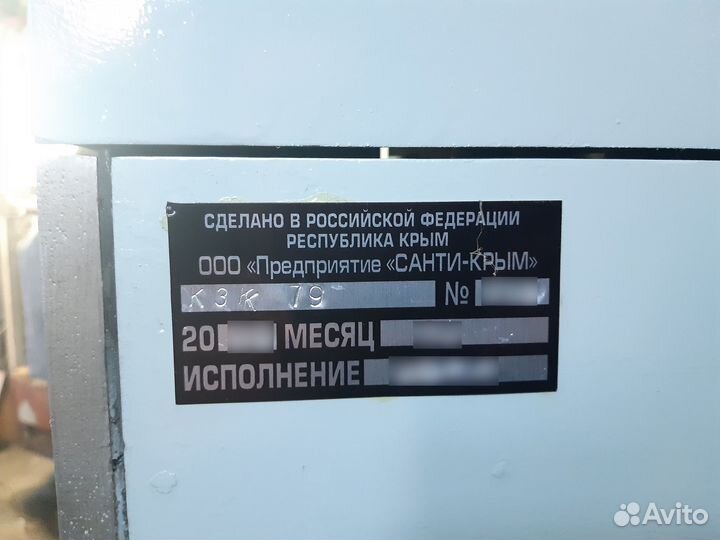 СДЕЛАНО В РОССИЙСКОЙ ФЕДЕРАЦИИ
РЕСПУБЛИКА КРЫМ
ООО «Предприятие «САНТИ-КРЫМ»
КЗК 79 №
20 МЕСЯЦ
ИСПОЛНЕНИЕ
Avito